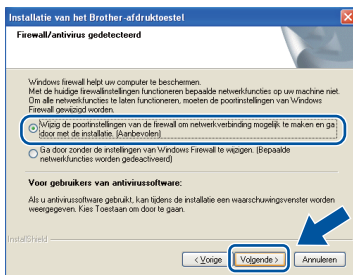 Installatie van het Brother-afdruktoestel
Firewall/antivirus gedetecteerd
Windows firewall helpt uw computer te beschermen.
Met de huidige firewallinstellingen functioneren bepaalde netwerkfuncties op uw machine niet.
Om alle netwerkfuncties te laten functioneren, moeten de poortinstellingen van Windows
Firewall gewijzigd worden.
Wijzig de poortinstellingen van de firewall om netwerkverbinding mogelijk te maken en ga
door met de installatie. (Aanbevolen)
Ga door zonder de instellingen van Windows Firewall te wijzigen. (Bepaalde
netwerkfuncties worden gedeactiveerd)
Voor gebruikers van antivirussoftware:
Als u antivirussoftware gebruikt, kan tijdens de installatie een waarschuwingsvenster worden
weergegeven. Kies Toestaan om door te gaan.
InstallShield
< Vorige
Volgende >
Annuleren